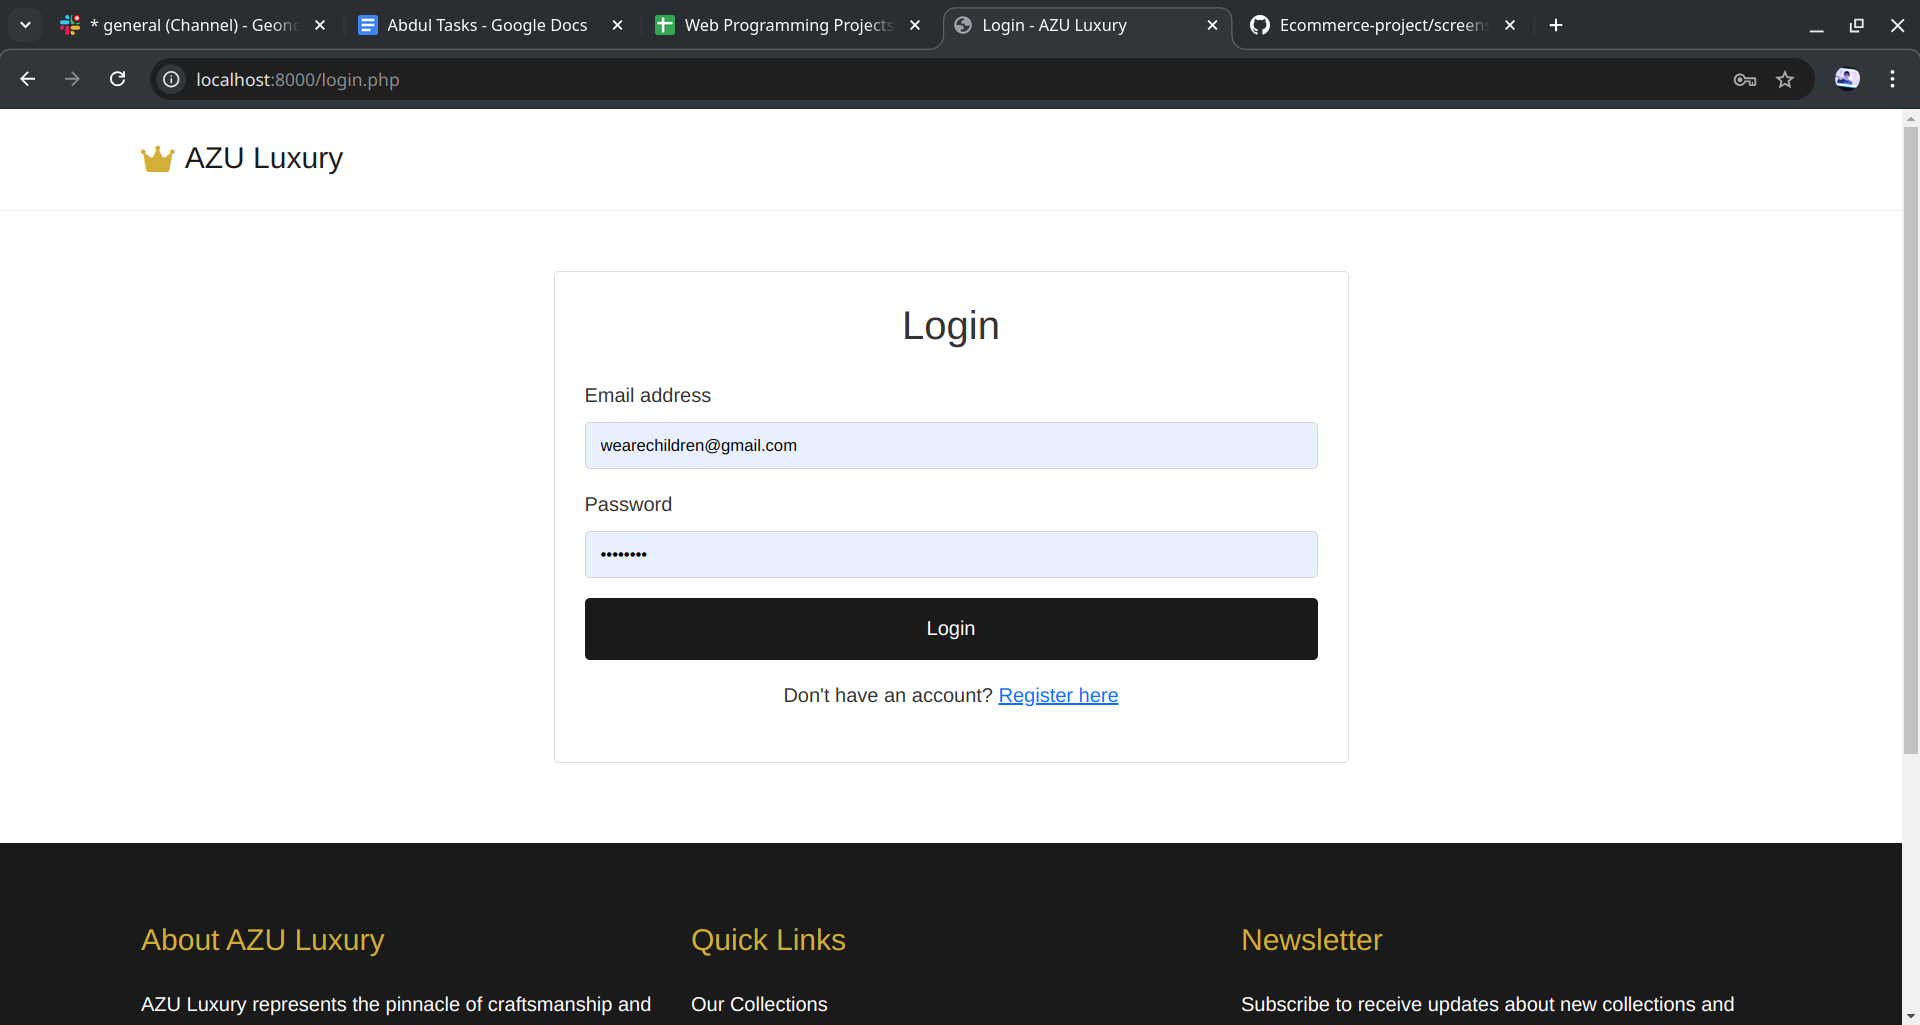 * general (Channel) - Geon
Abdul Tasks - Google Docs
Web Programming Projects
Login - AZU Luxury
Ecommerce-project/screens
localhost:8000/login.php
AZU Luxury
Login
Email address
wearechildren@gmail.com
Password
••••••••
Login
Don't have an account? Register here
About AZU Luxury
AZU Luxury represents the pinnacle of craftsmanship and
Quick Links
Our Collections
Newsletter
Subscribe to receive updates about new collections and